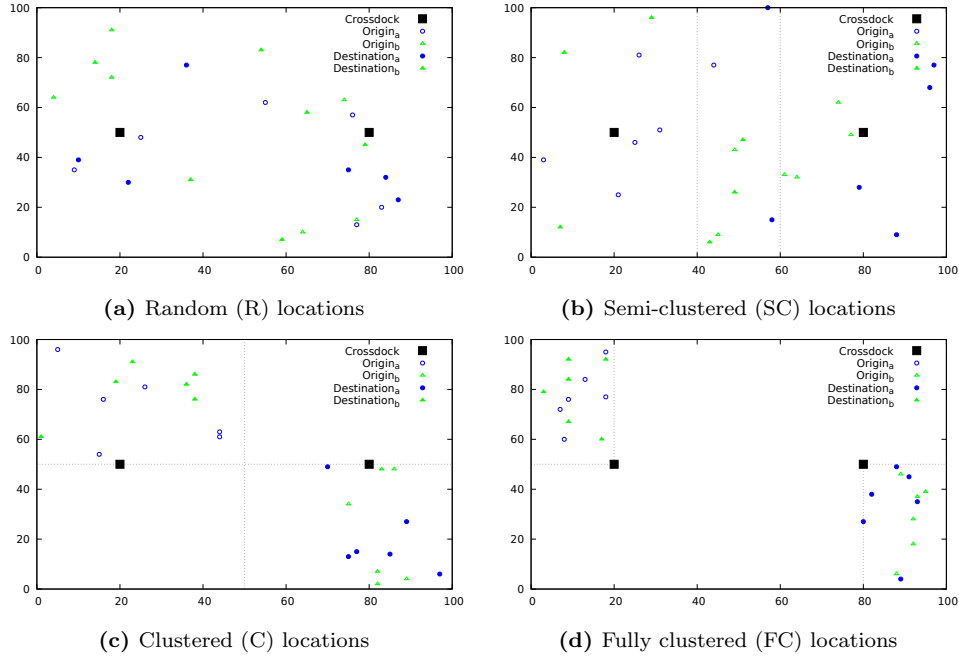 100
80
60
40
20
0
0 20 40 60 80 100
Crossdock
Origin_a
Origin_b
Destination_a
Destination_b
(a) Random (R) locations
100
80
60
40
20
0
0 20 40 60 80 100
Crossdock
Origin_a
Origin_b
Destination_a
Destination_b
(b) Semi-clustered (SC) locations
100
80
60
40
20
0
0 20 40 60 80 100
Crossdock
Origin_a
Origin_b
Destination_a
Destination_b
(c) Clustered (C) locations
100
80
60
40
20
0
0 20 40 60 80 100
Crossdock
Origin_a
Origin_b
Destination_a
Destination_b
(d) Fully clustered (FC) locations